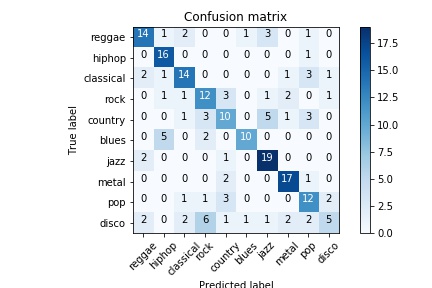 Confusion matrix
reggae 14 1 2 0 0 1 3 0 1 0
hiphop 0 16 0 0 0 0 0 0 1 0
classical 2 1 14 0 0 0 0 1 3 1
rock 0 1 1 12 3 0 1 2 0 1
country 0 0 1 3 10 0 5 1 3 0
blues 0 5 0 2 0 10 0 0 0 0
jazz 2 0 0 0 1 0 19 0 0 0
metal 0 0 0 0 2 0 0 17 1 0
pop 0 0 1 1 3 0 0 0 12 2
disco 2 0 2 6 1 1 2 2 2 5
True label
reggae hiphop classical rock country blues jazz metal pop disco
Predicted label
17.5
15.0
12.5
10.0
7.5
5.0
2.5
0.0